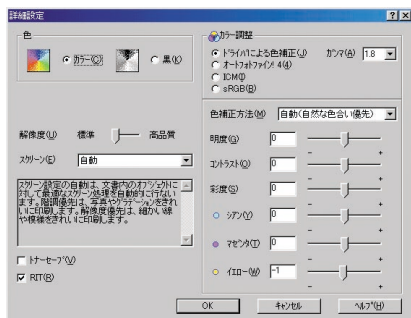 詳細設定
色
カラー(C)
黒(K)
解像度(U) 標準 高品質
スクリーン(E) 自動
スクリーン設定の自動は、文書内のオブジェクトに
対して最適なスクリーン処理を自動的に行ない
ます。階調優先は、写真やグラデーションをきれ
いに印刷します。解像度優先は、細かい線
や模様をきれいに印刷します。
トナーセーブ(V)
RIT(R)
カラー調整
ドライバによる色補正(J) ガンマ(A) 1.8
オートフォトファイン!4(4)
ICM(I)
sRGB(B)
色補正方法(M) 自動(自然な色合い優先)
明度(G) 0
- +
コントラスト(O) 0
- +
彩度(S) 0
- +
シアン(Y) 0
- +
マゼンタ(T) 0
- +
イエロー(W) -1
- +
OK キャンセル ヘルプ(H)